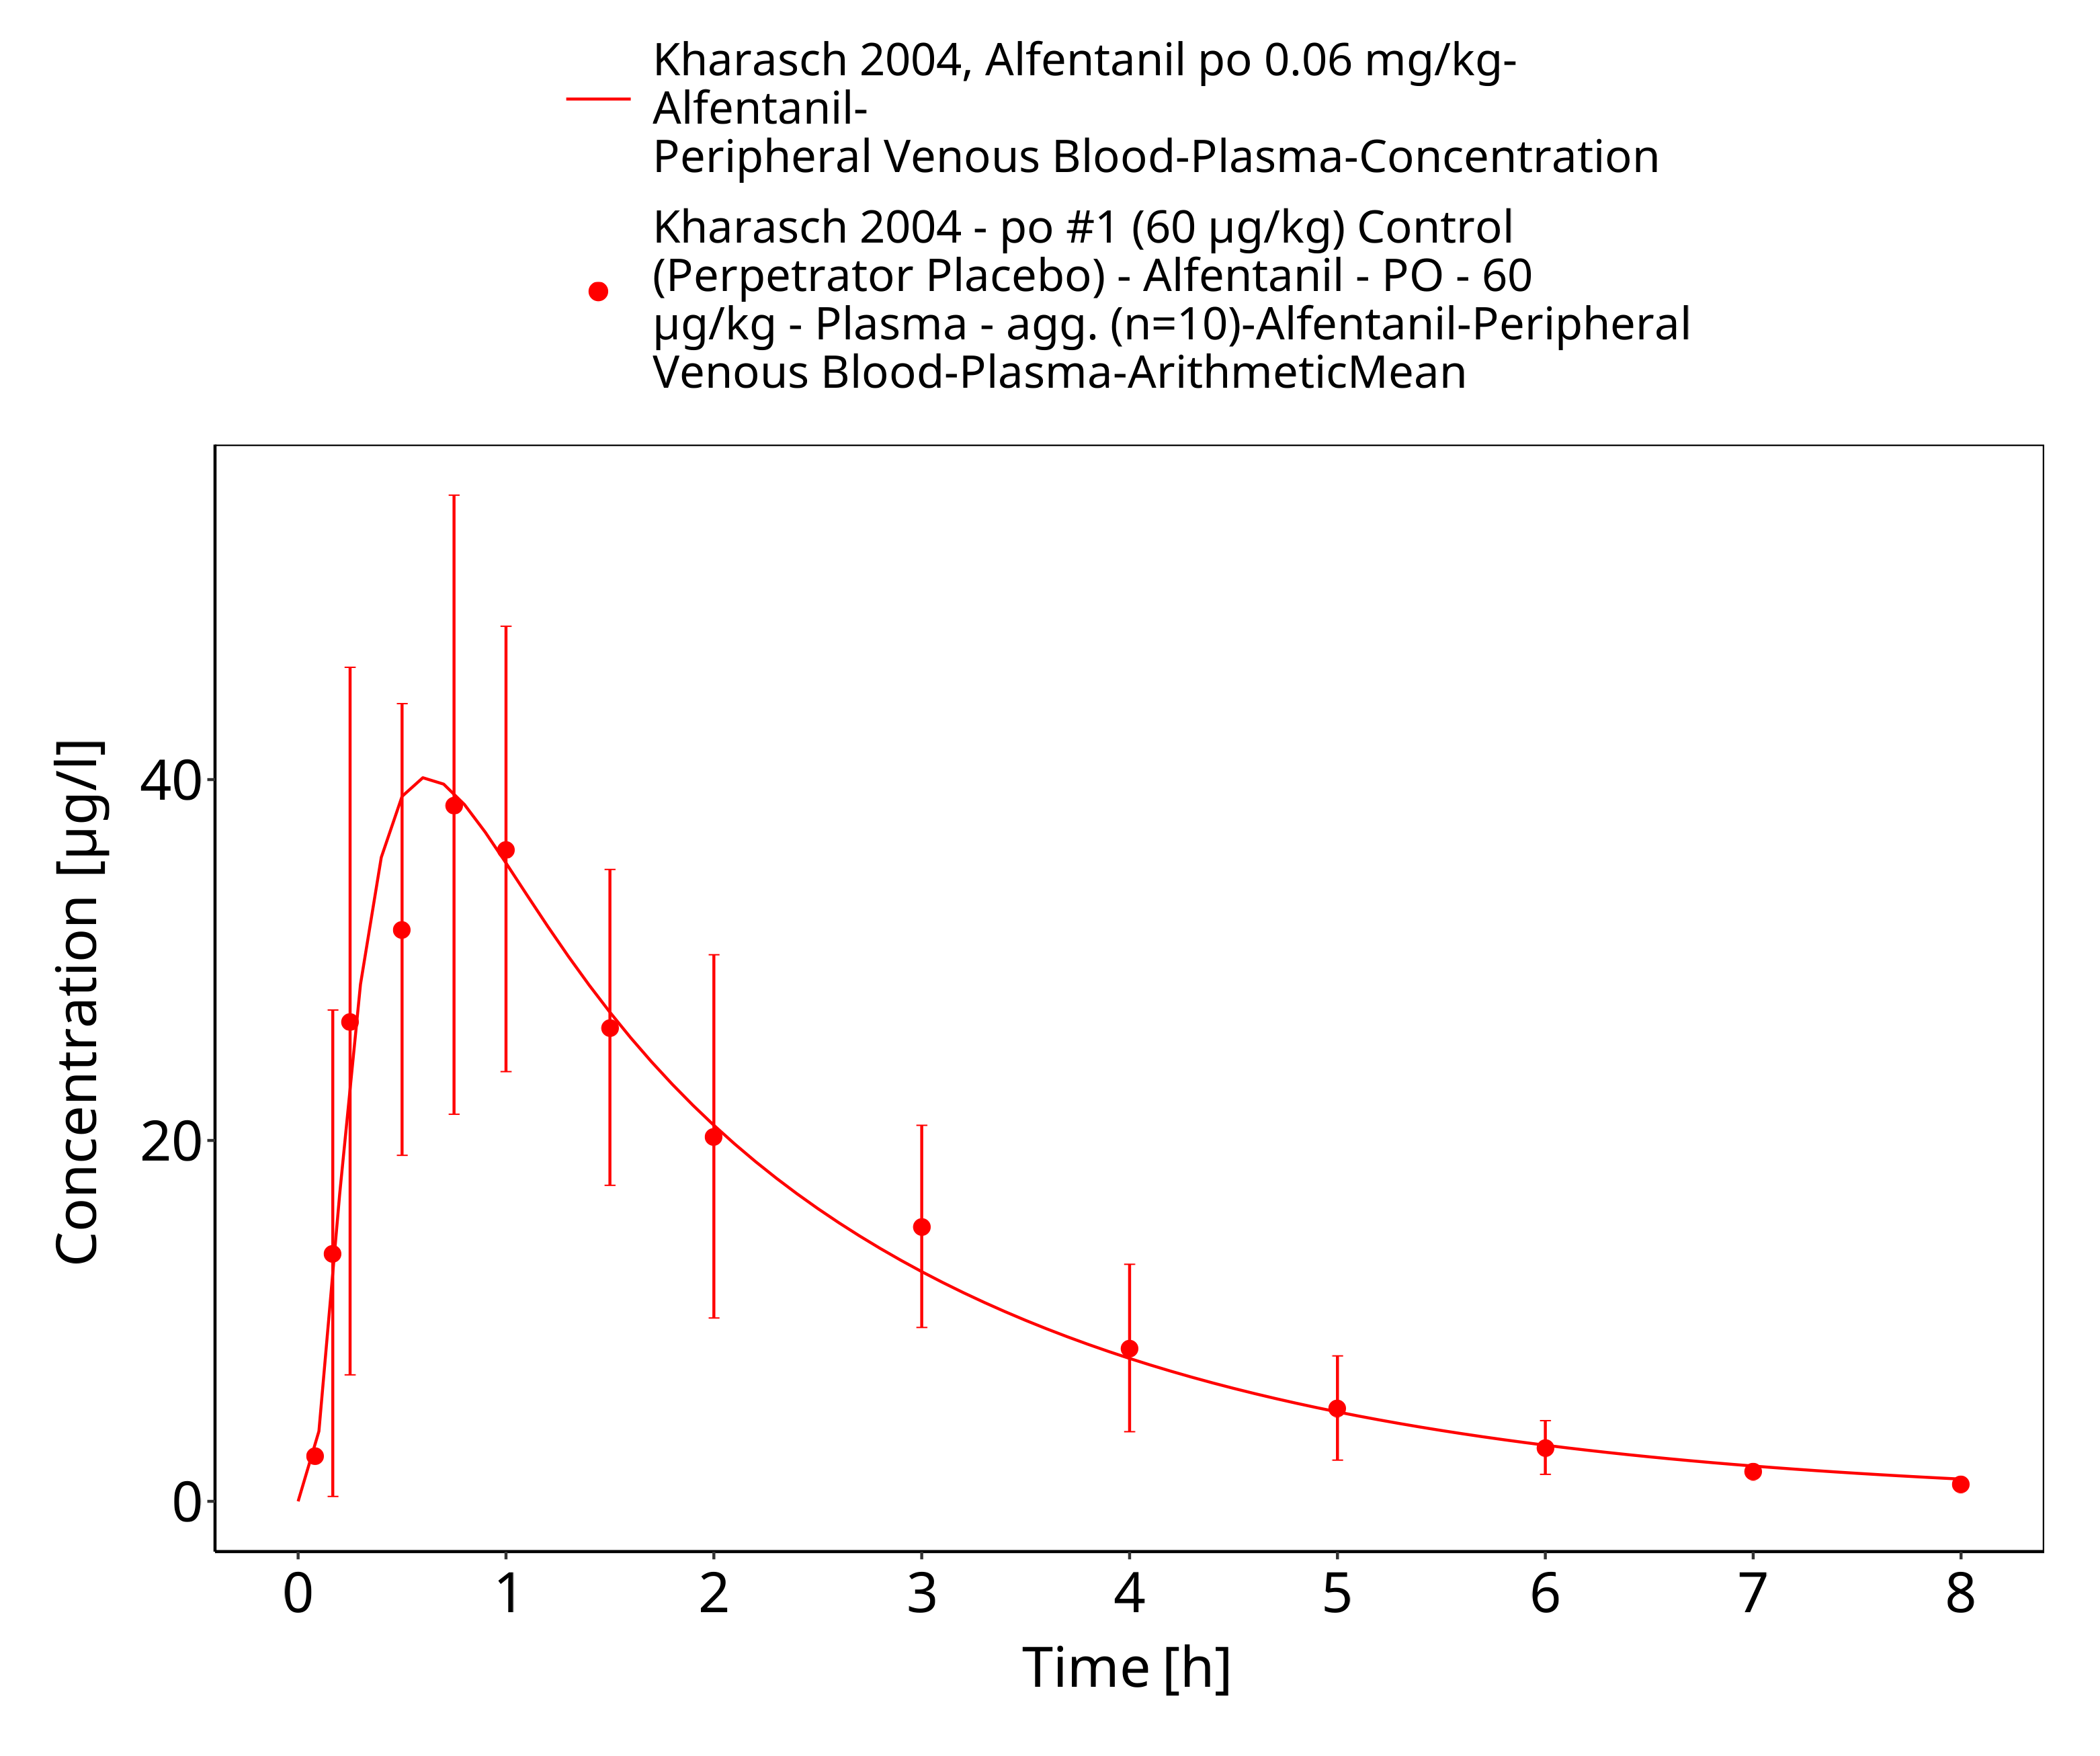 Kharasch 2004, Alfentanil po 0.06 mg/kg-
Alfentanil-
Peripheral Venous Blood-Plasma-Concentration
Kharasch 2004 - po #1 (60 µg/kg) Control
(Perpetrator Placebo) - Alfentanil - PO - 60
µg/kg - Plasma - agg. (n=10)-Alfentanil-Peripheral
Venous Blood-Plasma-ArithmeticMean
Concentration [µg/l]
40
20
0
0 1 2 3 4 5 6 7 8
Time [h]